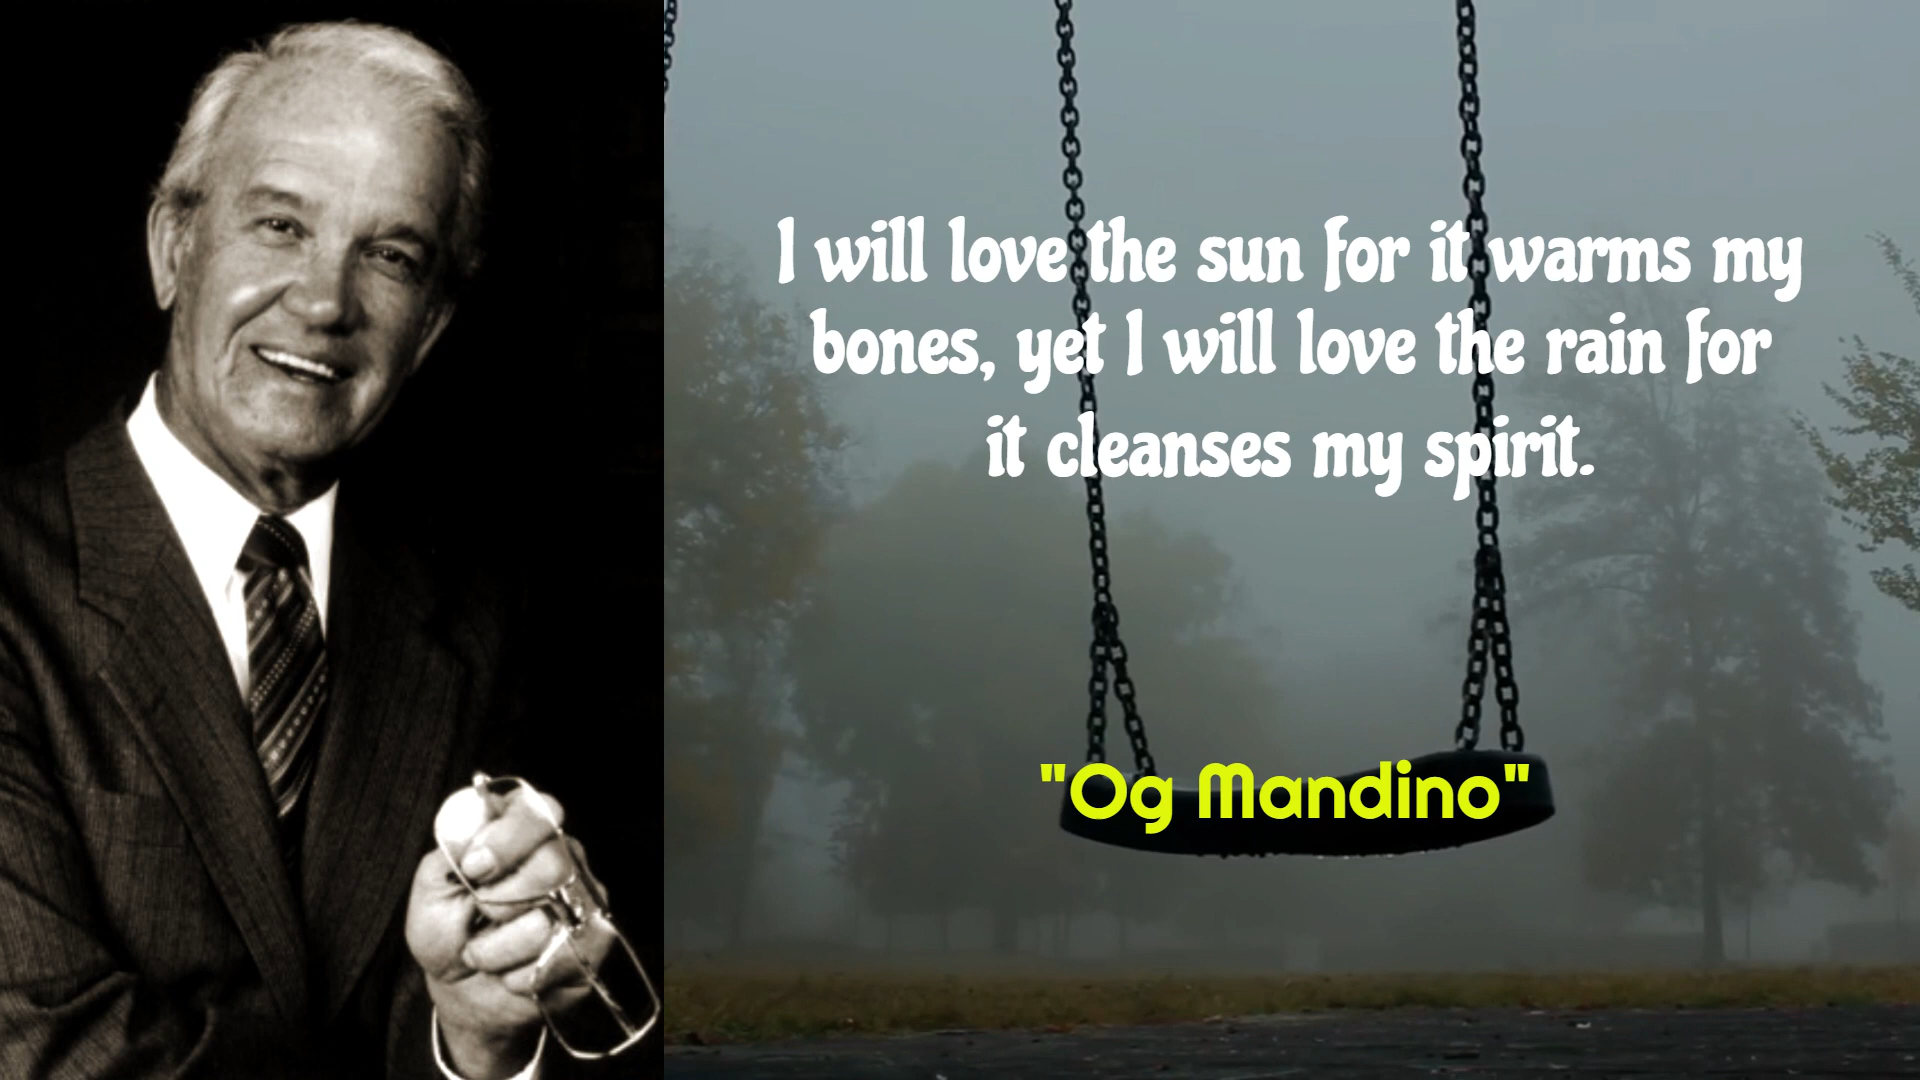 I will love the sun for it warms my
bones, yet I will love the rain for
it cleanses my spirit.
"Og Mandino"